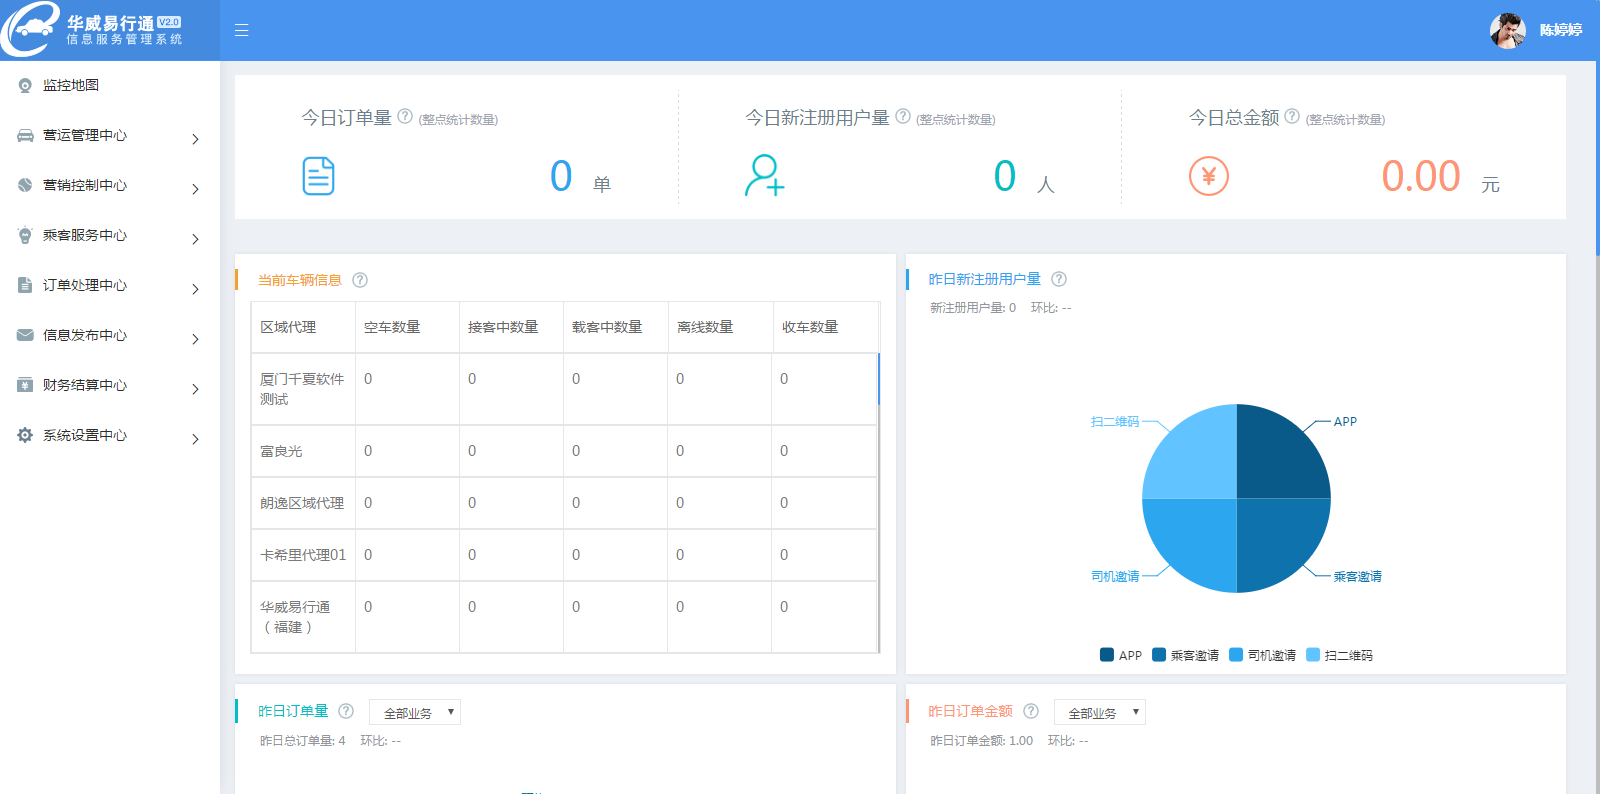 华威易行通 V2.0
信息服务管理系统
陈婷婷
监控地图
营运管理中心
营销控制中心
乘客服务中心
订单处理中心
信息发布中心
财务结算中心
系统设置中心
今日订单量 ? (整点统计数量)
0 单
今日新注册用户量 ? (整点统计数量)
0 人
今日总金额 ? (整点统计数量)
¥ 0.00 元
当前车辆信息 ?
区域代理 空车数量 接客中数量 载客中数量 离线数量 收车数量
厦门千夏软件 0 0 0 0 0
测试
富良光 0 0 0 0 0
朗逸区域代理 0 0 0 0 0
卡希里代理01 0 0 0 0 0
华威易行通 0 0 0 0 0
（福建）
昨日新注册用户量 ?
新注册用户量: 0 环比: --
扫二维码 APP
司机邀请 乘客邀请
APP 乘客邀请 司机邀请 扫二维码
昨日订单量 ? 全部业务
昨日总订单量: 4 环比: --
昨日订单金额 ? 全部业务
昨日订单金额: 1.00 环比: --